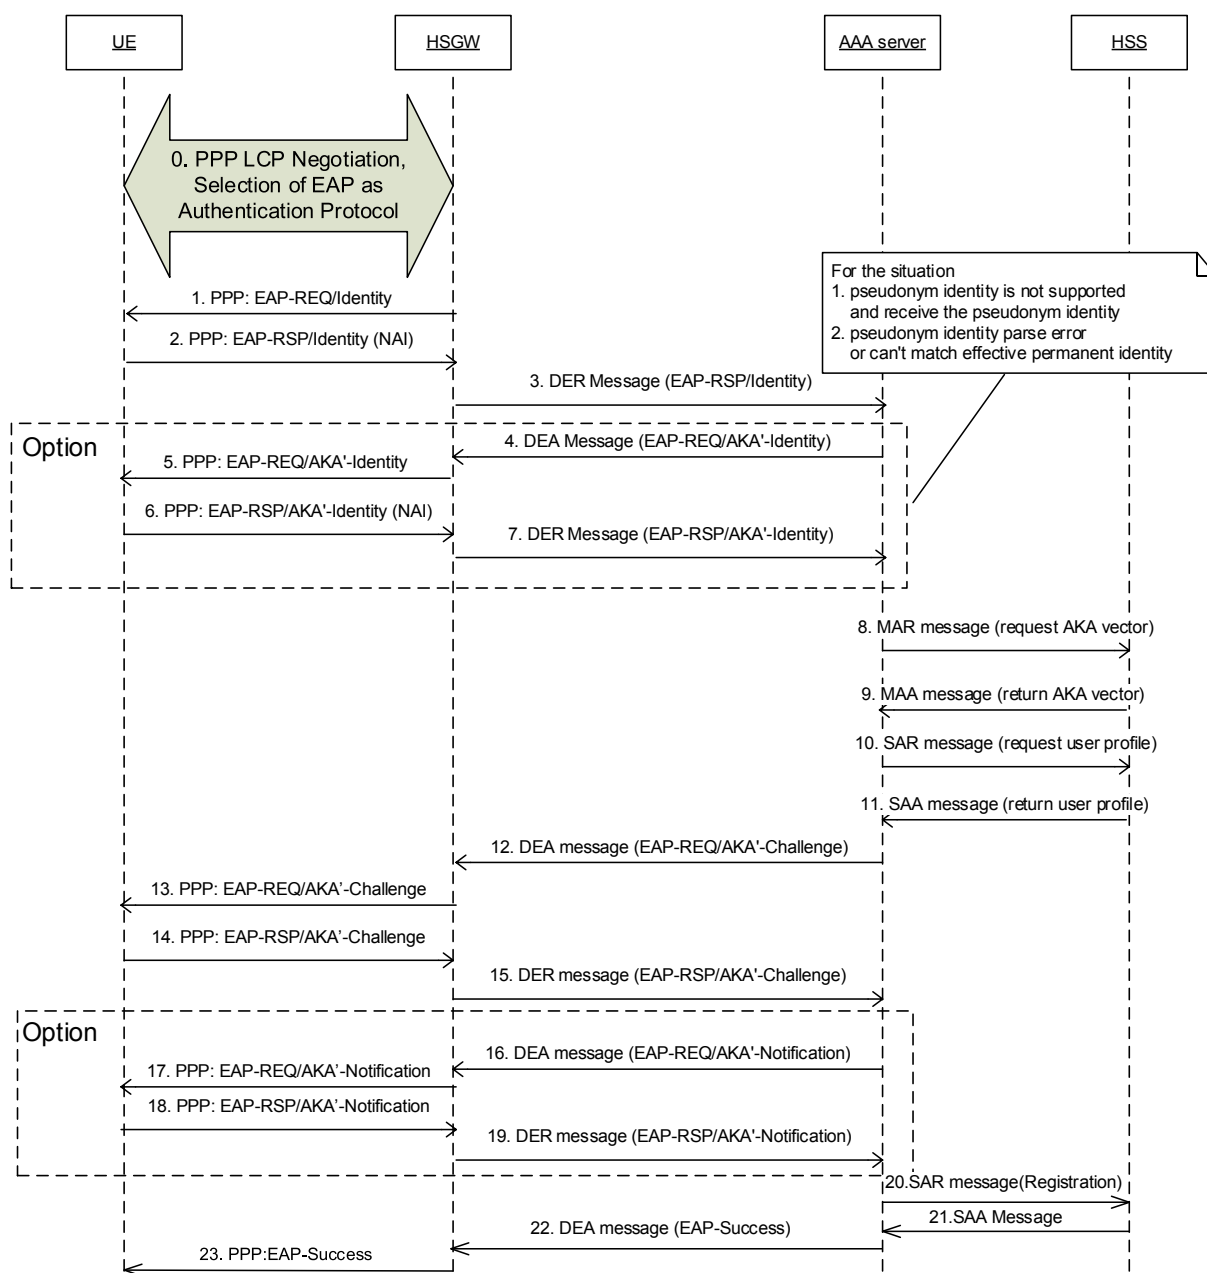 UE
HSGW
AAA server
HSS
0. PPP LCP Negotiation,
Selection of EAP as
Authentication Protocol
For the situation
1. pseudonym identity is not supported
and receive the pseudonym identity
2. pseudonym identity parse error
or can't match effective permanent identity
1. PPP: EAP-REQ/Identity
2. PPP: EAP-RSP/Identity (NAI)
3. DER Message (EAP-RSP/Identity)
Option
4. DEA Message (EAP-REQ/AKA'-Identity)
5. PPP: EAP-REQ/AKA'-Identity
6. PPP: EAP-RSP/AKA'-Identity (NAI)
7. DER Message (EAP-RSP/AKA'-Identity)
8. MAR message (request AKA vector)
9. MAA message (return AKA vector)
10. SAR message (request user profile)
11. SAA message (return user profile)
12. DEA message (EAP-REQ/AKA'-Challenge)
13. PPP: EAP-REQ/AKA’-Challenge
14. PPP: EAP-RSP/AKA’-Challenge
15. DER message (EAP-RSP/AKA'-Challenge)
Option
16. DEA message (EAP-REQ/AKA'-Notification)
17. PPP: EAP-REQ/AKA’-Notification
18. PPP: EAP-RSP/AKA’-Notification
19. DER message (EAP-RSP/AKA'-Notification)
20.SAR message(Registration)
21.SAA Message
22. DEA message (EAP-Success)
23. PPP:EAP-Success